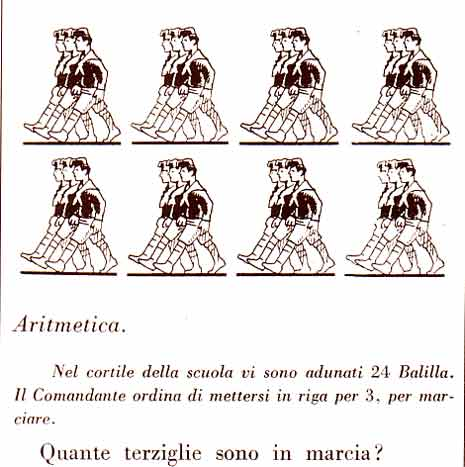 Aritmetica.
Nel cortile della scuola vi sono adunati 24 Balilla.
Il Comandante ordina di mettersi in riga per 3, per mar-
ciare.
Quante terziglie sono in marcia?